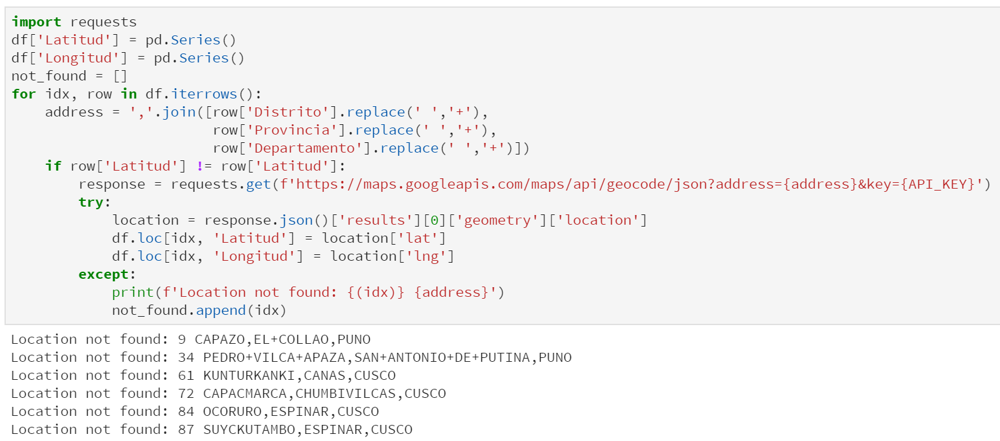 import requests
df['Latitud'] = pd.Series()
df['Longitud'] = pd.Series()
not_found = []
for idx, row in df.iterrows():
    address = ','.join([row['Distrito'].replace(' ','+'),
                        row['Provincia'].replace(' ','+'),
                        row['Departamento'].replace(' ','+')])
    if row['Latitud'] != row['Latitud']:
        response = requests.get(f'https://maps.googleapis.com/maps/api/geocode/json?address={address}&key={API_KEY}')
        try:
            location = response.json()['results'][0]['geometry']['location']
            df.loc[idx, 'Latitud'] = location['lat']
            df.loc[idx, 'Longitud'] = location['lng']
        except:
            print(f'Location not found: {(idx)} {address}')
            not_found.append(idx)
Location not found: 9 CAPAZO,EL+COLLAO,PUNO
Location not found: 34 PEDRO+VILCA+APAZA,SAN+ANTONIO+DE+PUTINA,PUNO
Location not found: 61 KUNTURKANKI,CANAS,CUSCO
Location not found: 72 CAPACMARCA,CHUMBIVILCAS,CUSCO
Location not found: 84 OCORURO,ESPINAR,CUSCO
Location not found: 87 SUYCKUTAMBO,ESPINAR,CUSCO